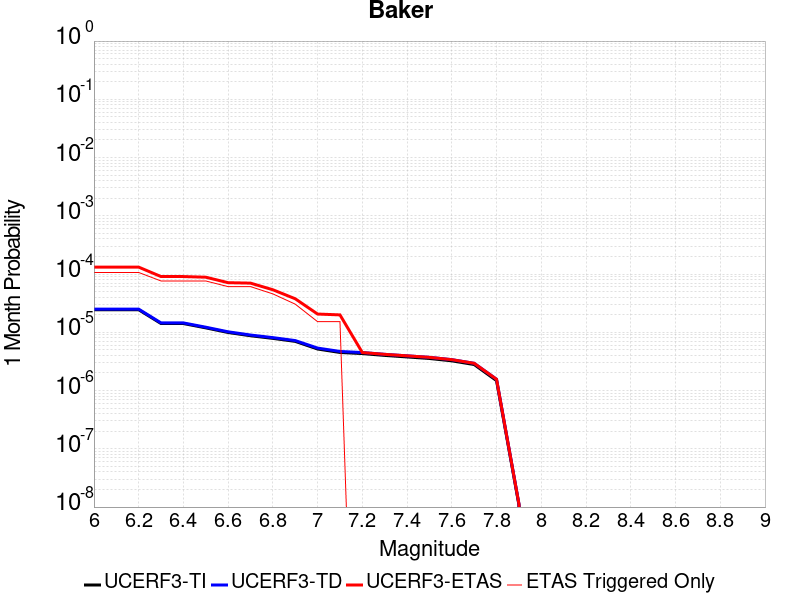 Baker
10^0
10^-1
10^-2
10^-3
10^-4
10^-5
10^-6
10^-7
10^-8
1 Month Probability
6 6.2 6.4 6.6 6.8 7 7.2 7.4 7.6 7.8 8 8.2 8.4 8.6 8.8 9
Magnitude
UCERF3-TI UCERF3-TD UCERF3-ETAS ETAS Triggered Only